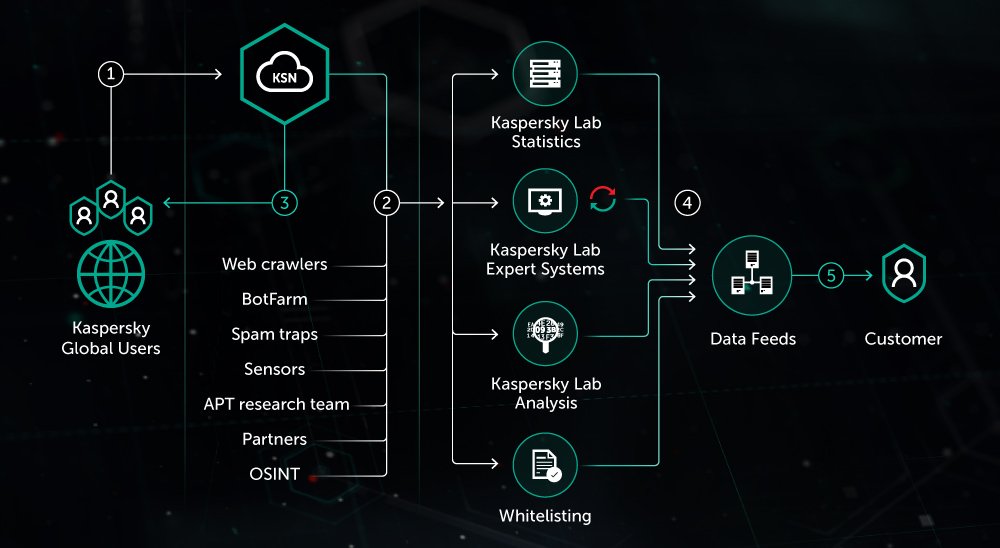 1
KSN
3
2
4
5
Kaspersky
Global Users
Web crawlers
BotFarm
Spam traps
Sensors
APT research team
Partners
OSINT
Kaspersky Lab
Statistics
Kaspersky Lab
Expert Systems
Kaspersky Lab
Analysis
Whitelisting
Data Feeds
Customer